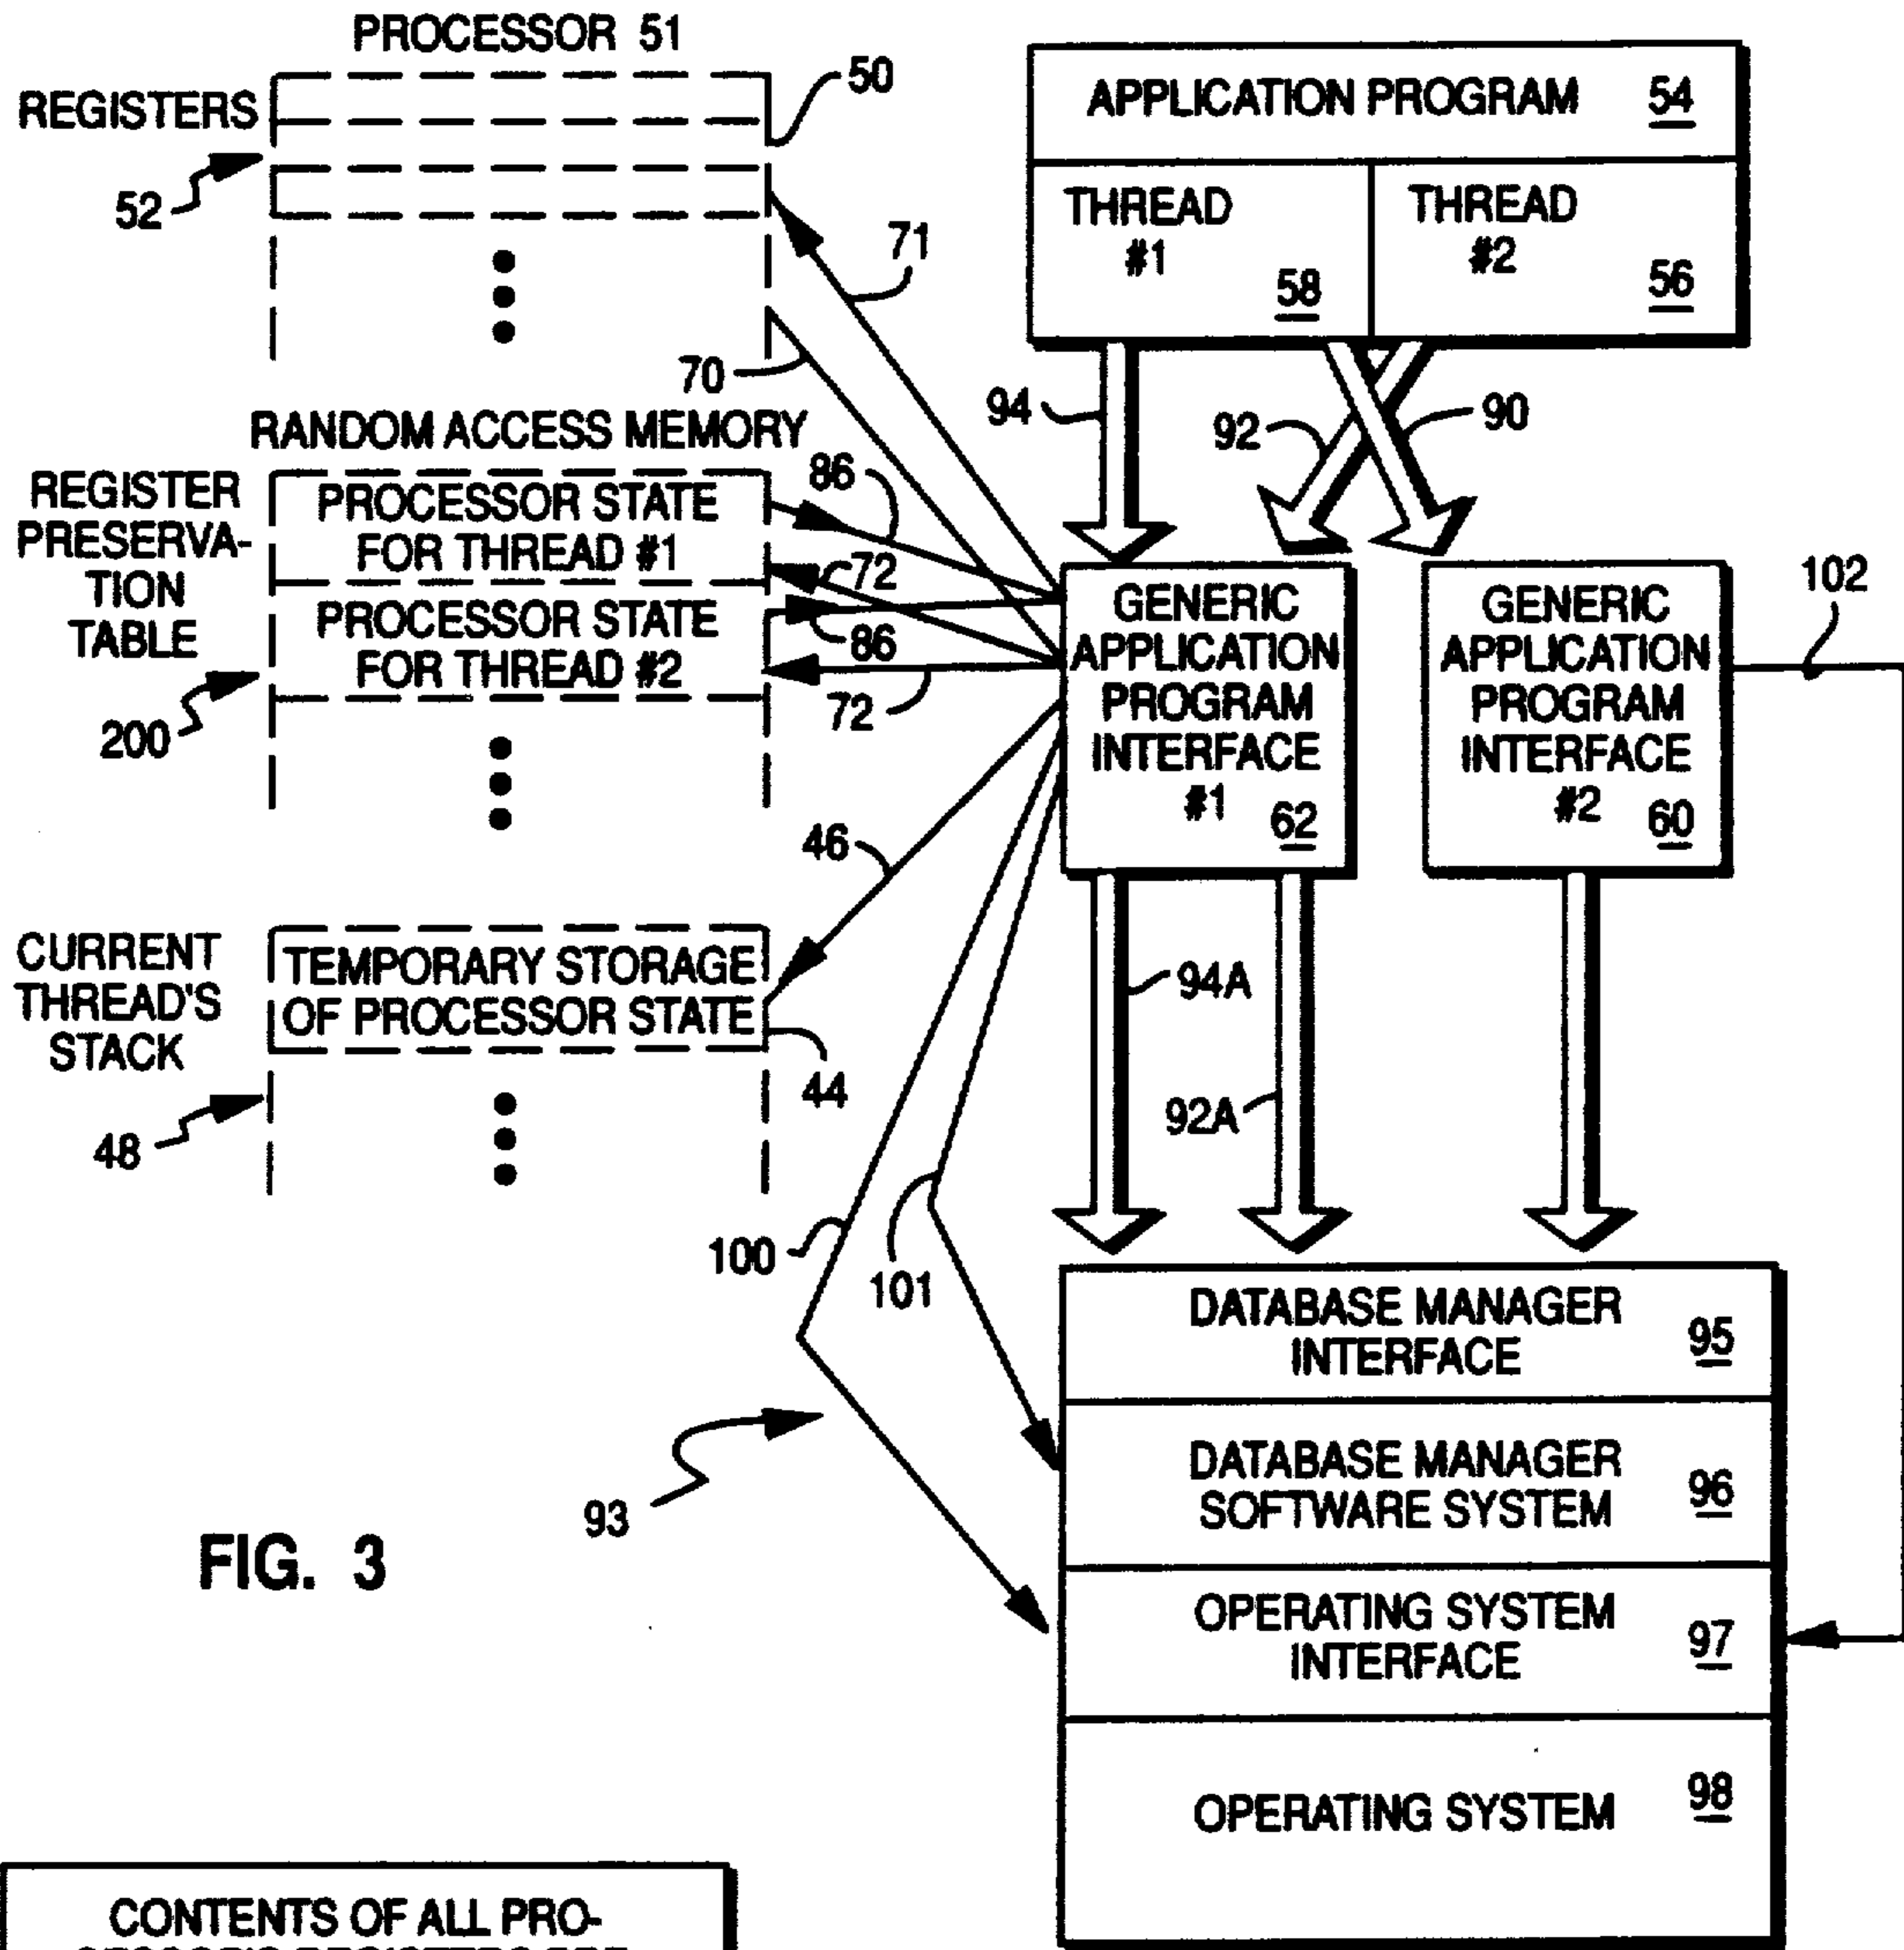 PROCESSOR 51
REGISTERS
52
50
71
70
APPLICATION PROGRAM 54
THREAD
#1
58
THREAD
#2
56
94
92
90
RANDOM ACCESS MEMORY
REGISTER
PRESERVA-
TION
TABLE
200
PROCESSOR STATE
FOR THREAD #1
PROCESSOR STATE
FOR THREAD #2
86
72
86
72
GENERIC
APPLICATION
PROGRAM
INTERFACE
#1 62
GENERIC
APPLICATION
PROGRAM
INTERFACE
#2 60
102
46
CURRENT
THREAD'S
STACK
48
TEMPORARY STORAGE
OF PROCESSOR STATE
44
94A
92A
100
101
93
DATABASE MANAGER
INTERFACE 95
DATABASE MANAGER
SOFTWARE SYSTEM 96
OPERATING SYSTEM
INTERFACE 97
OPERATING SYSTEM 98
FIG. 3
CONTENTS OF ALL PRO-